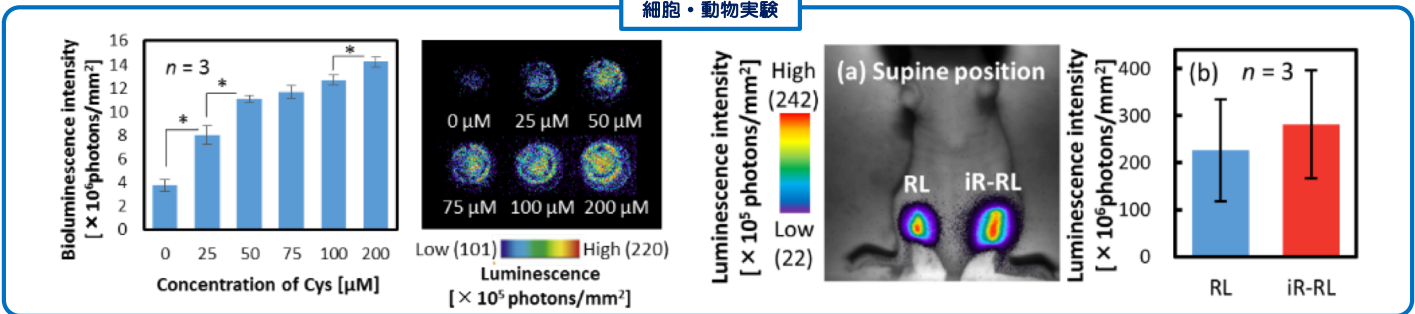 細胞・動物実験
Bioluminescence intensity
[×10⁶photons/mm²]
16
14
12
10
8
6
4
2
0
n = 3
*
*
*
0
25
50
75
100
200
Concentration of Cys [μM]
0 μM
25 μM
50 μM
75 μM
100 μM
200 μM
Low (101)
High (220)
Luminescence
[×10⁵ photons/mm²]
Luminescence intensity
[×10⁵ photons/mm²]
High
(242)
Low
(22)
(a) Supine position
RL
iR-RL
Luminescence intensity
[×10⁶photons/mm²]
400
300
200
100
0
(b)
n = 3
RL
iR-RL